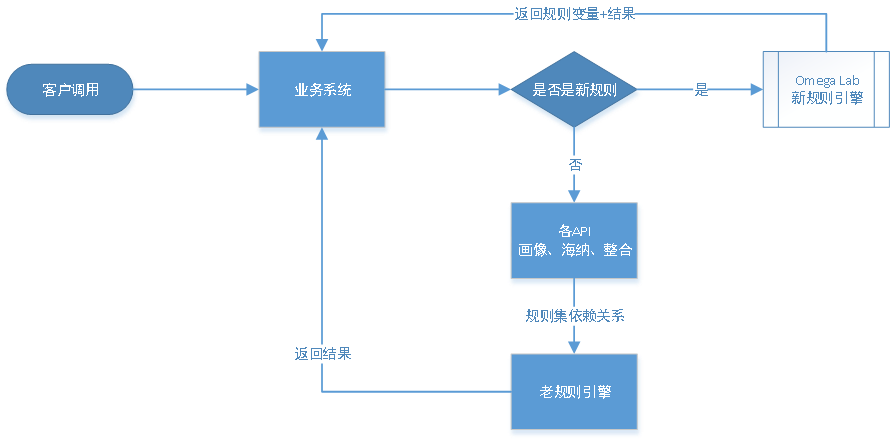 返回规则变量+结果
客户调用
业务系统
是否是新规则
是
Omega Lab
新规则引擎
否
各API
画像、海纳、整合
规则集依赖关系
返回结果
老规则引擎